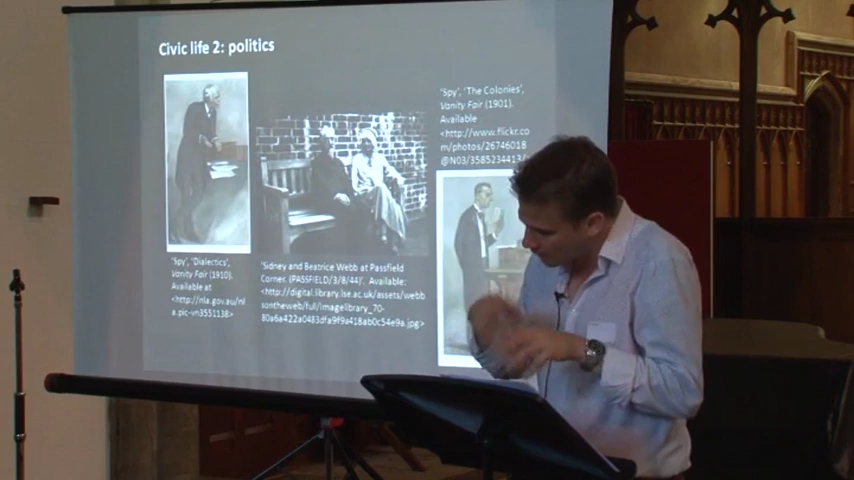 Civic life 2: politics
'Spy', 'Dialectics',
Vanity Fair (1910).
Available at
<http://nla.gov.au/nl
a.pic-vn3551138>
'Sidney and Beatrice Webb at Passfield
Corner. (PASSFIELD/3/8/44)'. Available:
<http://digital.library.lse.ac.uk/assets/webb
sontheweb/full/imagelibrary_70-
80a6a422a0483dfa9f9a418ab0c54e9a.jpg>
'Spy', 'The Colonies',
Vanity Fair (1901).
Available
<http://www.flickr.co
m/photos/26746018
@N03/3585234413/